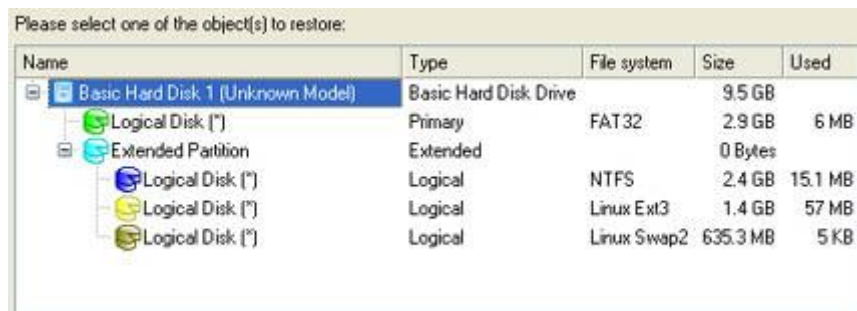 Please select one of the object(s) to restore:
Name Type File system Size Used
Basic Hard Disk 1 (Unknown Model) Basic Hard Disk Drive 9.5 GB
Logical Disk (*) Primary FAT32 2.9 GB 6 MB
Extended Partition Extended 0 Bytes
Logical Disk (*) Logical NTFS 2.4 GB 15.1 MB
Logical Disk (*) Logical Linux Ext3 1.4 GB 57 MB
Logical Disk (*) Logical Linux Swap2 635.3 MB 5 KB